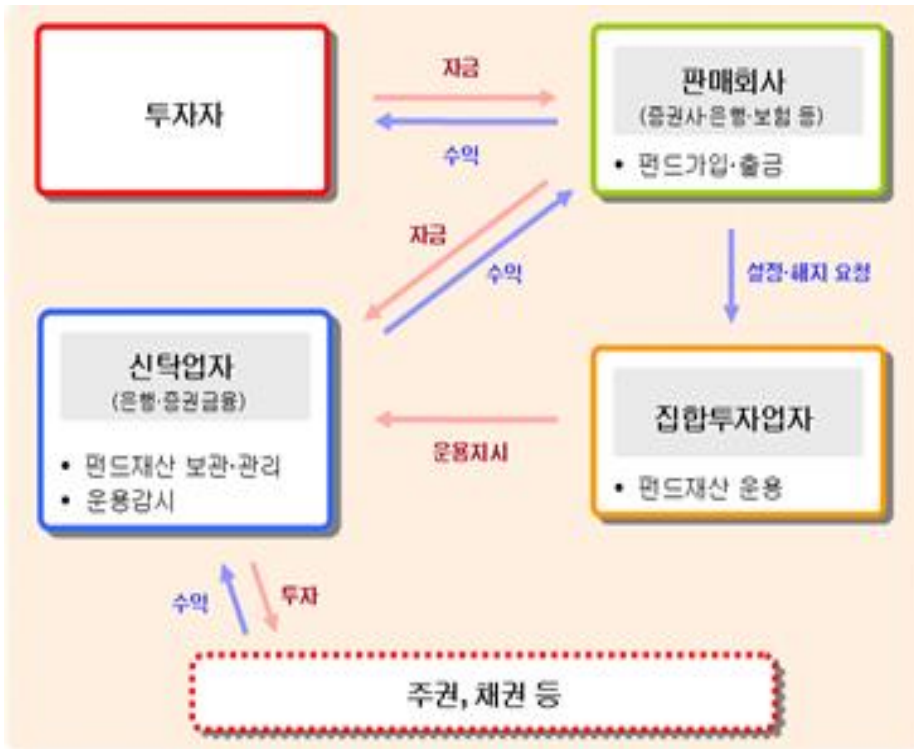 투자자
자금
수익
판매회사
(증권사·은행·보험 등)
• 펀드가입·출금
자금
수익
설정·해지 요청
신탁업자
(은행·증권금융)
• 펀드재산 보관·관리
• 운용감시
운용지시
집합투자업자
• 펀드재산 운용
수익
투자
주권, 채권 등